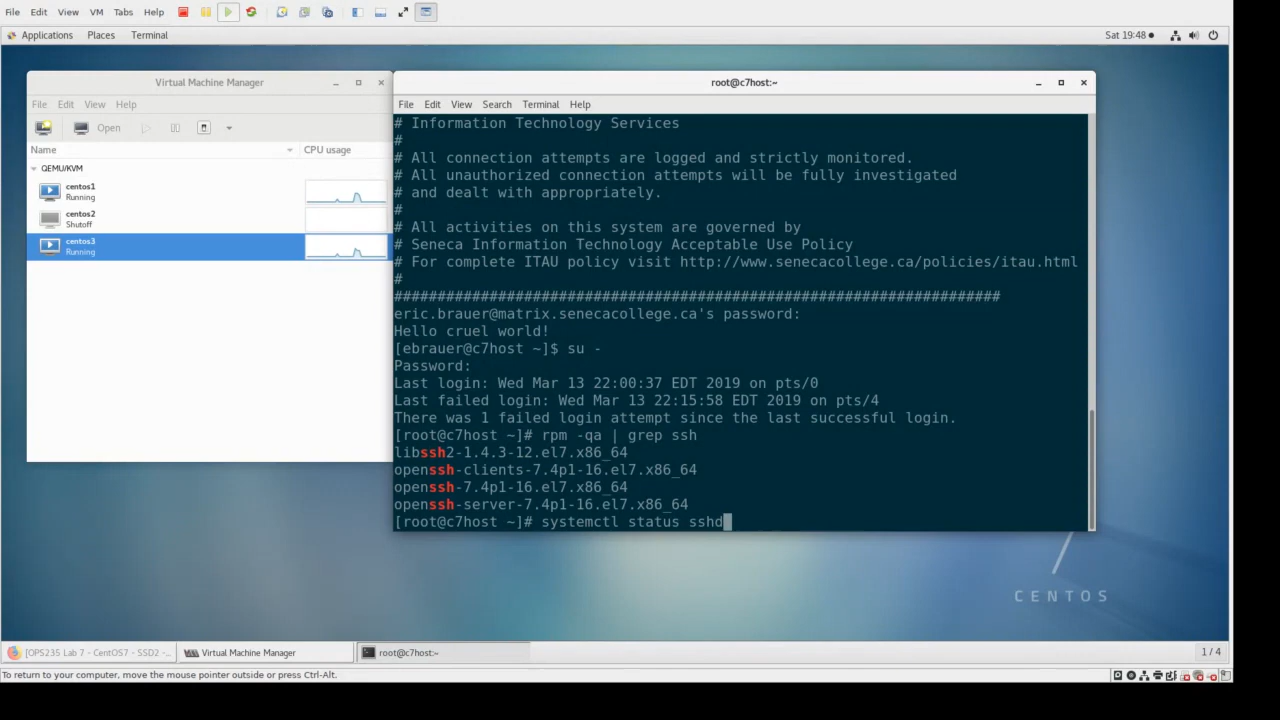 File Edit View VM Tabs Help
Applications Places Terminal Sat 19:48
Virtual Machine Manager
File Edit View Help
Open
Name CPU usage
QEMU/KVM
centos1
Running
centos2
Shutoff
centos3
Running
root@c7host:~
File Edit View Search Terminal Help
# Information Technology Services
#
# All connection attempts are logged and strictly monitored.
# All unauthorized connection attempts will be fully investigated
# and dealt with appropriately.
#
# All activities on this system are governed by
# Seneca Information Technology Acceptable Use Policy
# For complete ITAU policy visit http://www.senecacollege.ca/policies/itau.html
#
######################################################################
eric.brauer@matrix.senecacollege.ca's password:
Hello cruel world!
[ebrauer@c7host ~]$ su -
Password:
Last login: Wed Mar 13 22:00:37 EDT 2019 on pts/0
Last failed login: Wed Mar 13 22:15:58 EDT 2019 on pts/4
There was 1 failed login attempt since the last successful login.
[root@c7host ~]# rpm -qa | grep ssh
libssh2-1.4.3-12.el7.x86_64
openssh-clients-7.4p1-16.el7.x86_64
openssh-7.4p1-16.el7.x86_64
openssh-server-7.4p1-16.el7.x86_64
[root@c7host ~]# systemctl status sshd
7
CENTOS
[OPS235 Lab 7 - CentOS7 - SSD2 -... Virtual Machine Manager root@c7host:~ 1 / 4
To return to your computer, move the mouse pointer outside or press Ctrl-Alt.